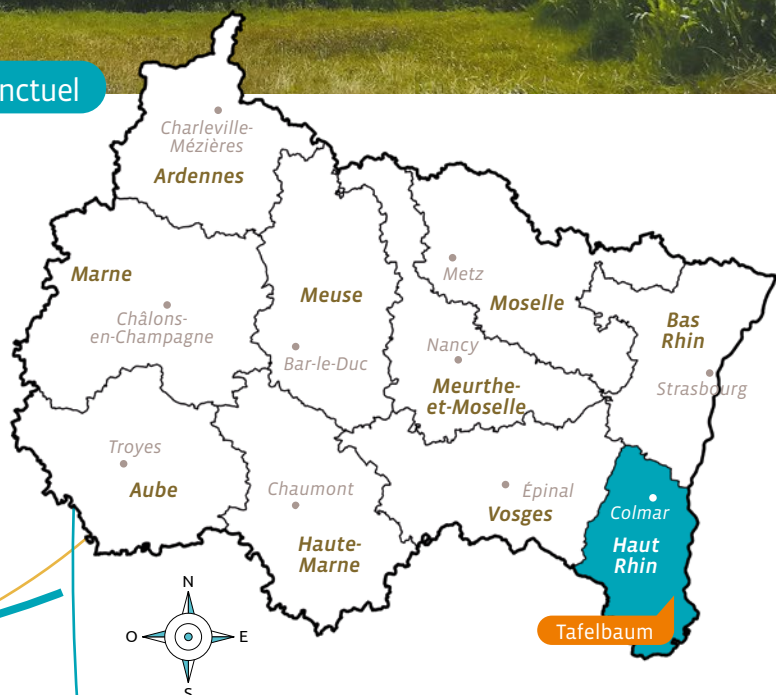 nctuel
Charleville-
Mézières
Ardennes
Marne
Châlons-
en-Champagne
Meuse
Bar-le-Duc
Metz
Moselle
Nancy
Meurthe-
et-Moselle
Bas
Rhin
Strasbourg
Troyes
Aube
Chaumont
Haute-
Marne
Épinal
Vosges
Colmar
Haut
Rhin
Tafelbaum
N
O
E
S